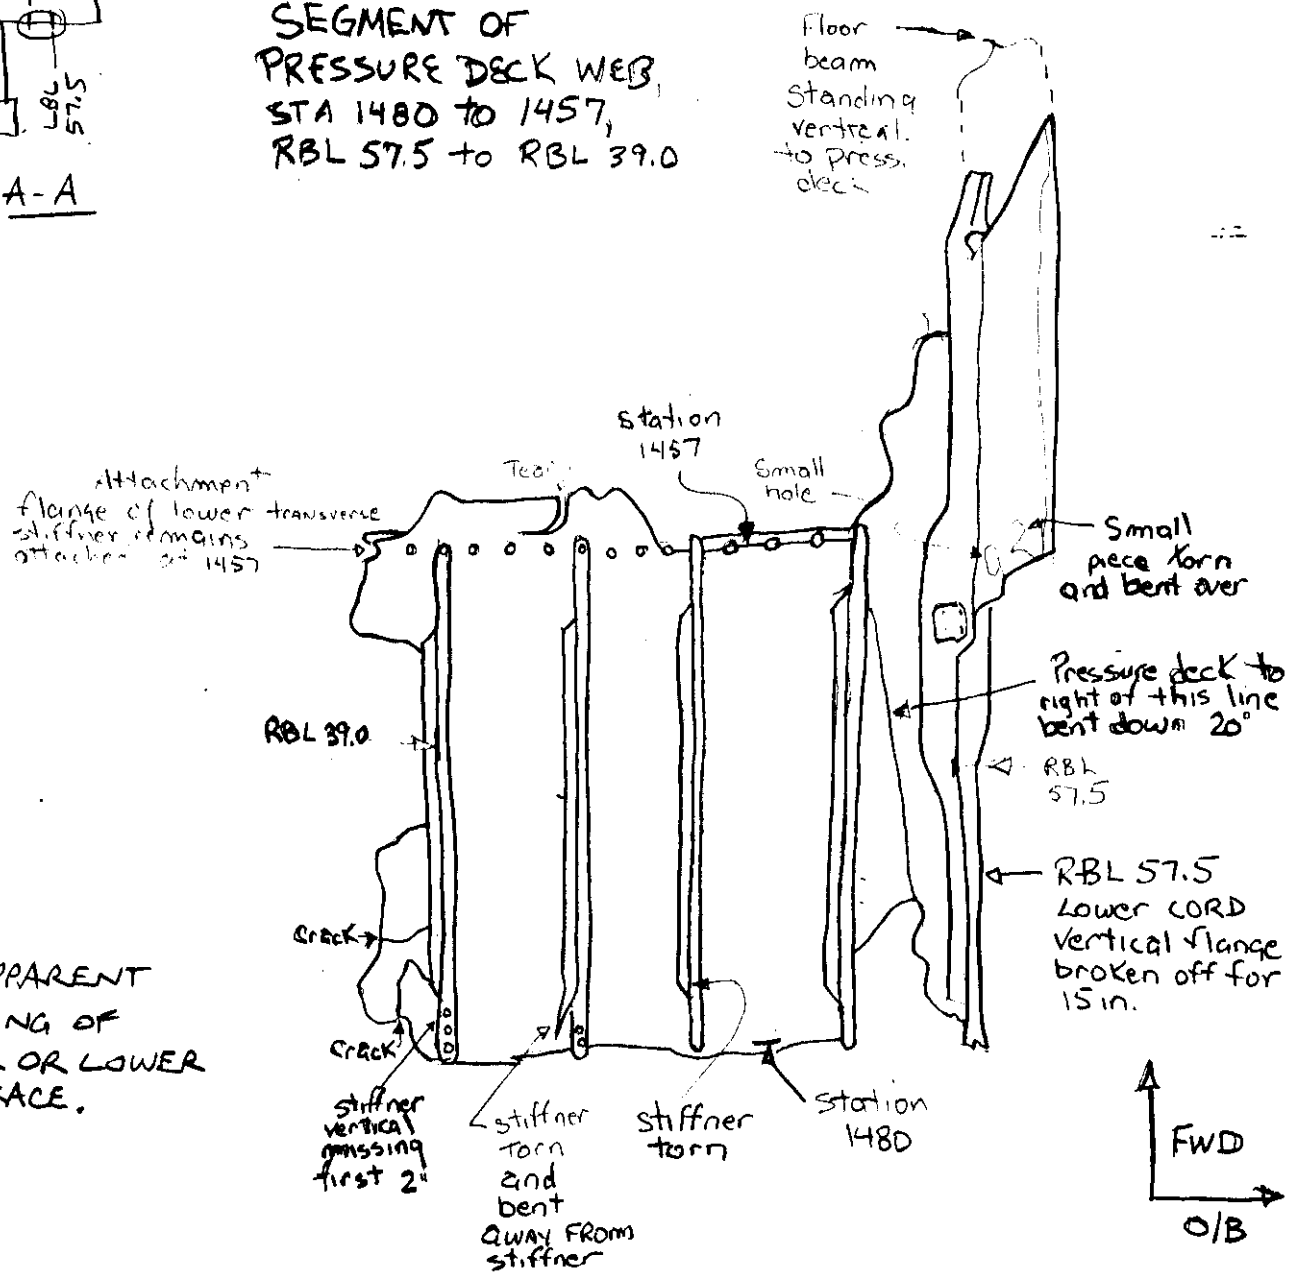 LBL
57.5
A-A
SEGMENT OF
PRESSURE DECK WEB,
STA 1480 to 1457,
RBL 57.5 to RBL 39.0
Floor
beam
Standing
vertical
to press.
deck
Station
1457
Tear
Small
hole
Attachment
flange of lower transverse
stiffner remains
attached at 1457
Small
piece torn
and bent over
Pressure deck to
right of this line
bent down 20°
RBL 39.0
RBL
57.5
RBL 57.5
Lower CORD
vertical flange
broken off for
15 in.
Crack
Crack
PPARENT
NG OF
OR LOWER
ACE.
stiffner
vertical
missing
first 2"
stiffner
torn
and
bent
away FROM
stiffner
stiffner
torn
Station
1480
FWD
O/B